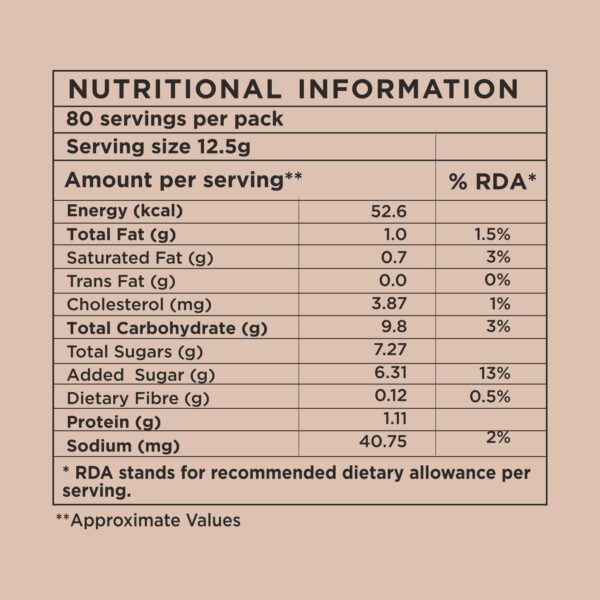 NUTRITIONAL INFORMATION
80 servings per pack
Serving size 12.5g
Amount per serving** % RDA*
Energy (kcal) 52.6
Total Fat (g) 1.0 1.5%
Saturated Fat (g) 0.7 3%
Trans Fat (g) 0.0 0%
Cholesterol (mg) 3.87 1%
Total Carbohydrate (g) 9.8 3%
Total Sugars (g) 7.27
Added Sugar (g) 6.31 13%
Dietary Fibre (g) 0.12 0.5%
Protein (g) 1.11
Sodium (mg) 40.75 2%
* RDA stands for recommended dietary allowance per
serving.
**Approximate Values